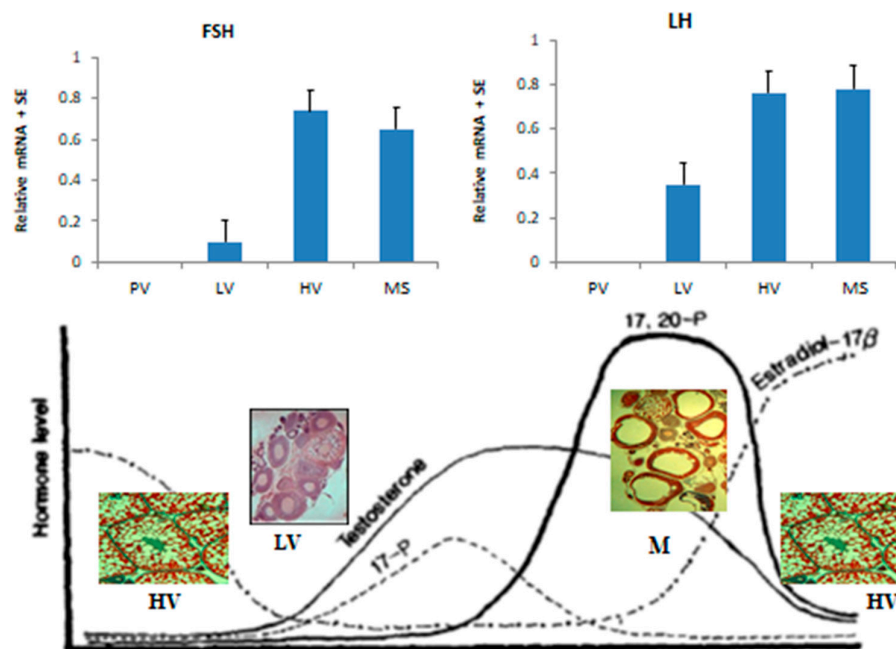 FSH
Relative mRNA + SE
1
0.8
0.6
0.4
0.2
0
PV LV HV MS
LH
Relative mRNA + SE
1
0.8
0.6
0.4
0.2
0
PV LV HV MS
Hormone level
17, 20-P
Estradiol-17β
Testosterone
17-P
HV
LV
M
HV